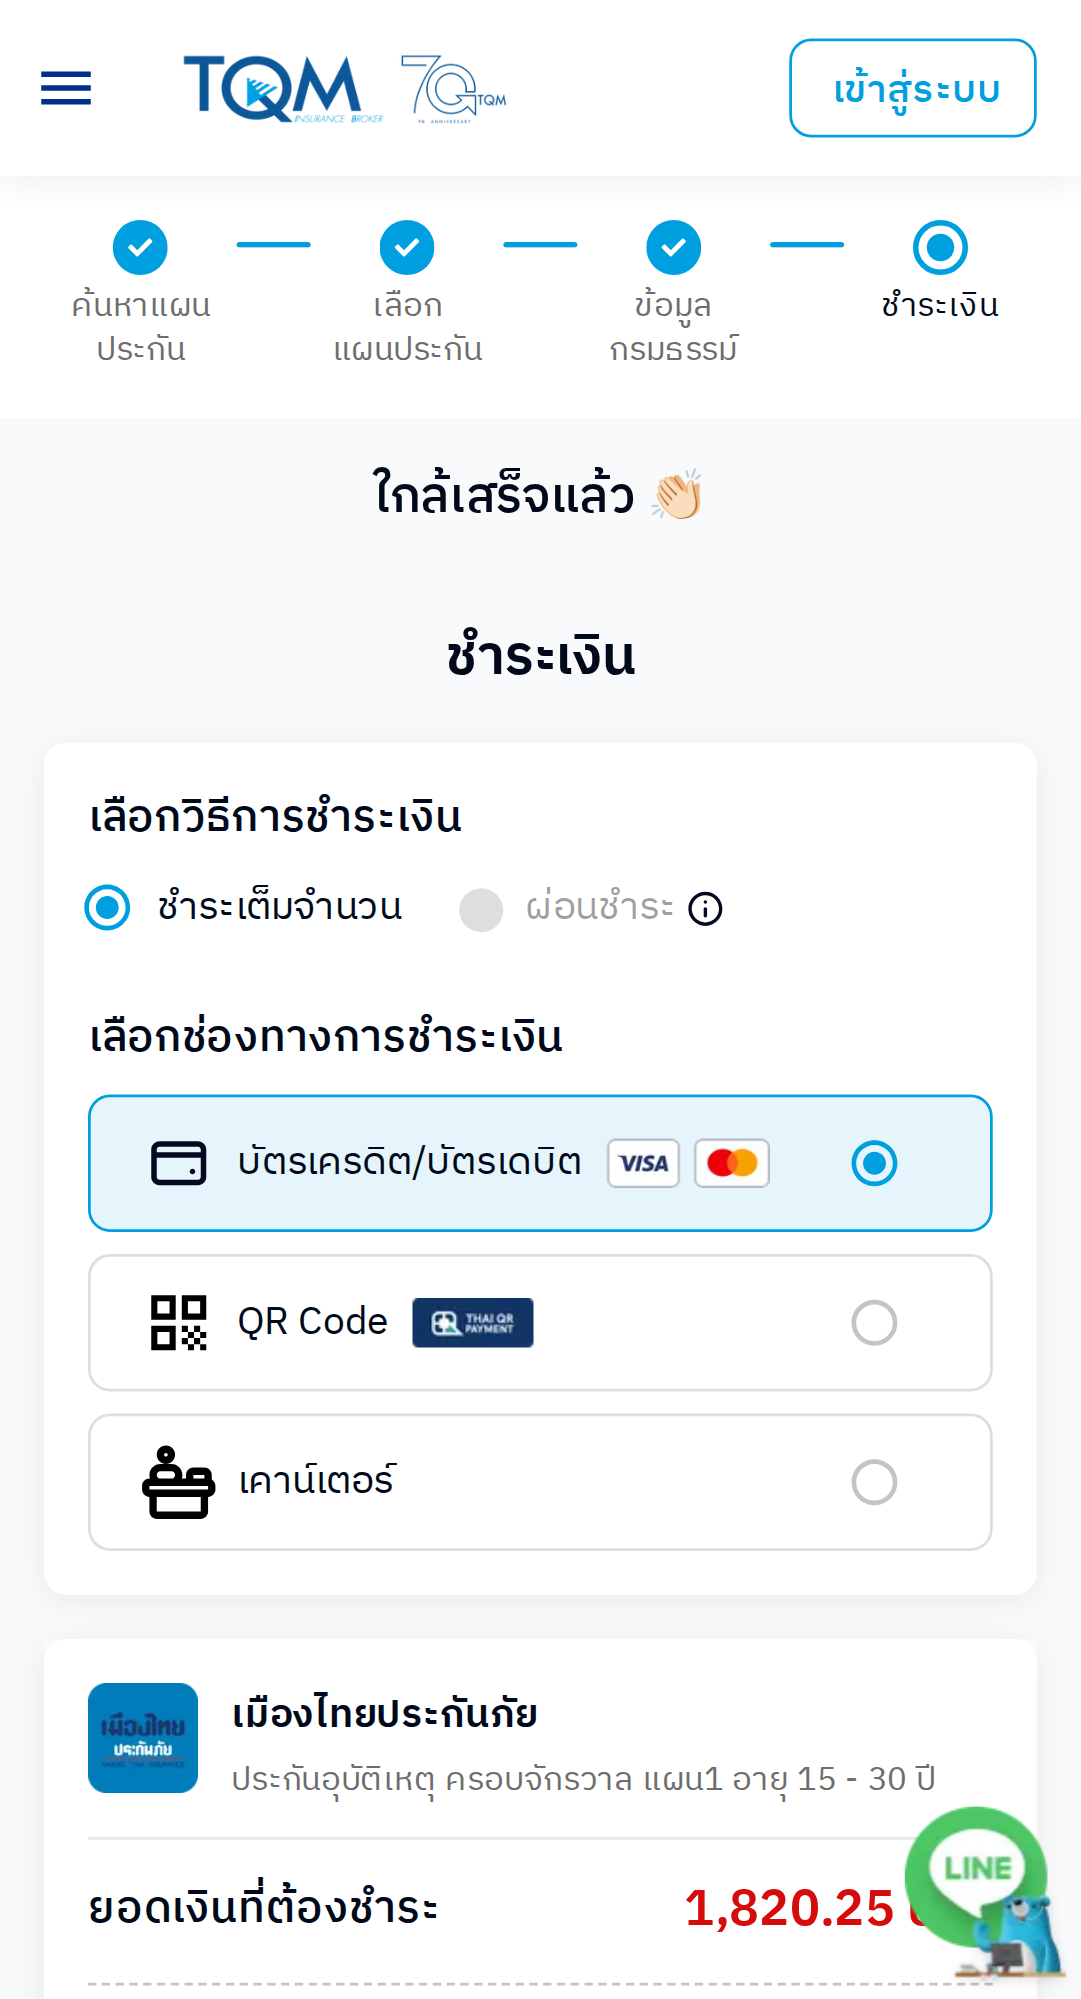 TQM
INSURANCE BROKER
70 TQM
TH ANNIVERSARY
เข้าสู่ระบบ
ค้นหาแผน
ประกัน
เลือก
แผนประกัน
ข้อมูล
กรมธรรม์
ชำระเงิน
ใกล้เสร็จแล้ว 👏🏻
ชำระเงิน
เลือกวิธีการชำระเงิน
ชำระเต็มจำนวน
ผ่อนชำระ
เลือกช่องทางการชำระเงิน
บัตรเครดิต/บัตรเดบิต VISA
QR Code THAI QR
PAYMENT
เคาน์เตอร์
เมืองไทย
ประกันภัย
เมืองไทยประกันภัย
ประกันอุบัติเหตุ ครอบจักรวาล แผน1 อายุ 15 - 30 ปี
LINE
ยอดเงินที่ต้องชำระ 1,820.25